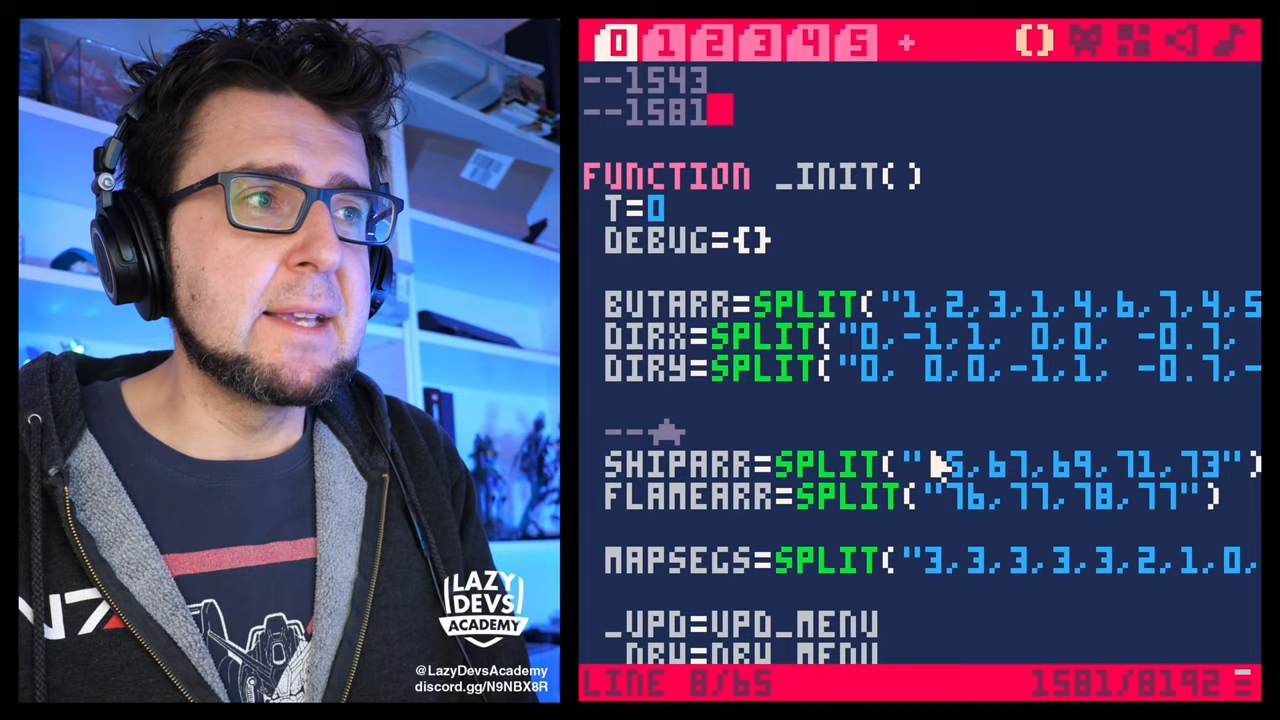 0 1 2 3 4 5 +
--1543
--1581
FUNCTION _INIT()
T=0
DEBUG={}
BUTARR=SPLIT("1,2,3,1,4,6,7,4,5
DIRX=SPLIT("0,-1,1, 0,0, -0.7,
DIRY=SPLIT("0, 0,0,-1,1, -0.7,-
--
SHIPARR=SPLIT(" 5,67,69,71,73")
FLAMEARR=SPLIT("76,77,78,77")
MAPSEGS=SPLIT("3,3,3,3,3,2,1,0,
_UPD=UPD_MENU
_DRW=DRW_MENU
LINE 8/65
1581/8192
N7
LAZY
DEVS
ACADEMY
@LazyDevsAcademy
discord.gg/N9NBX8R